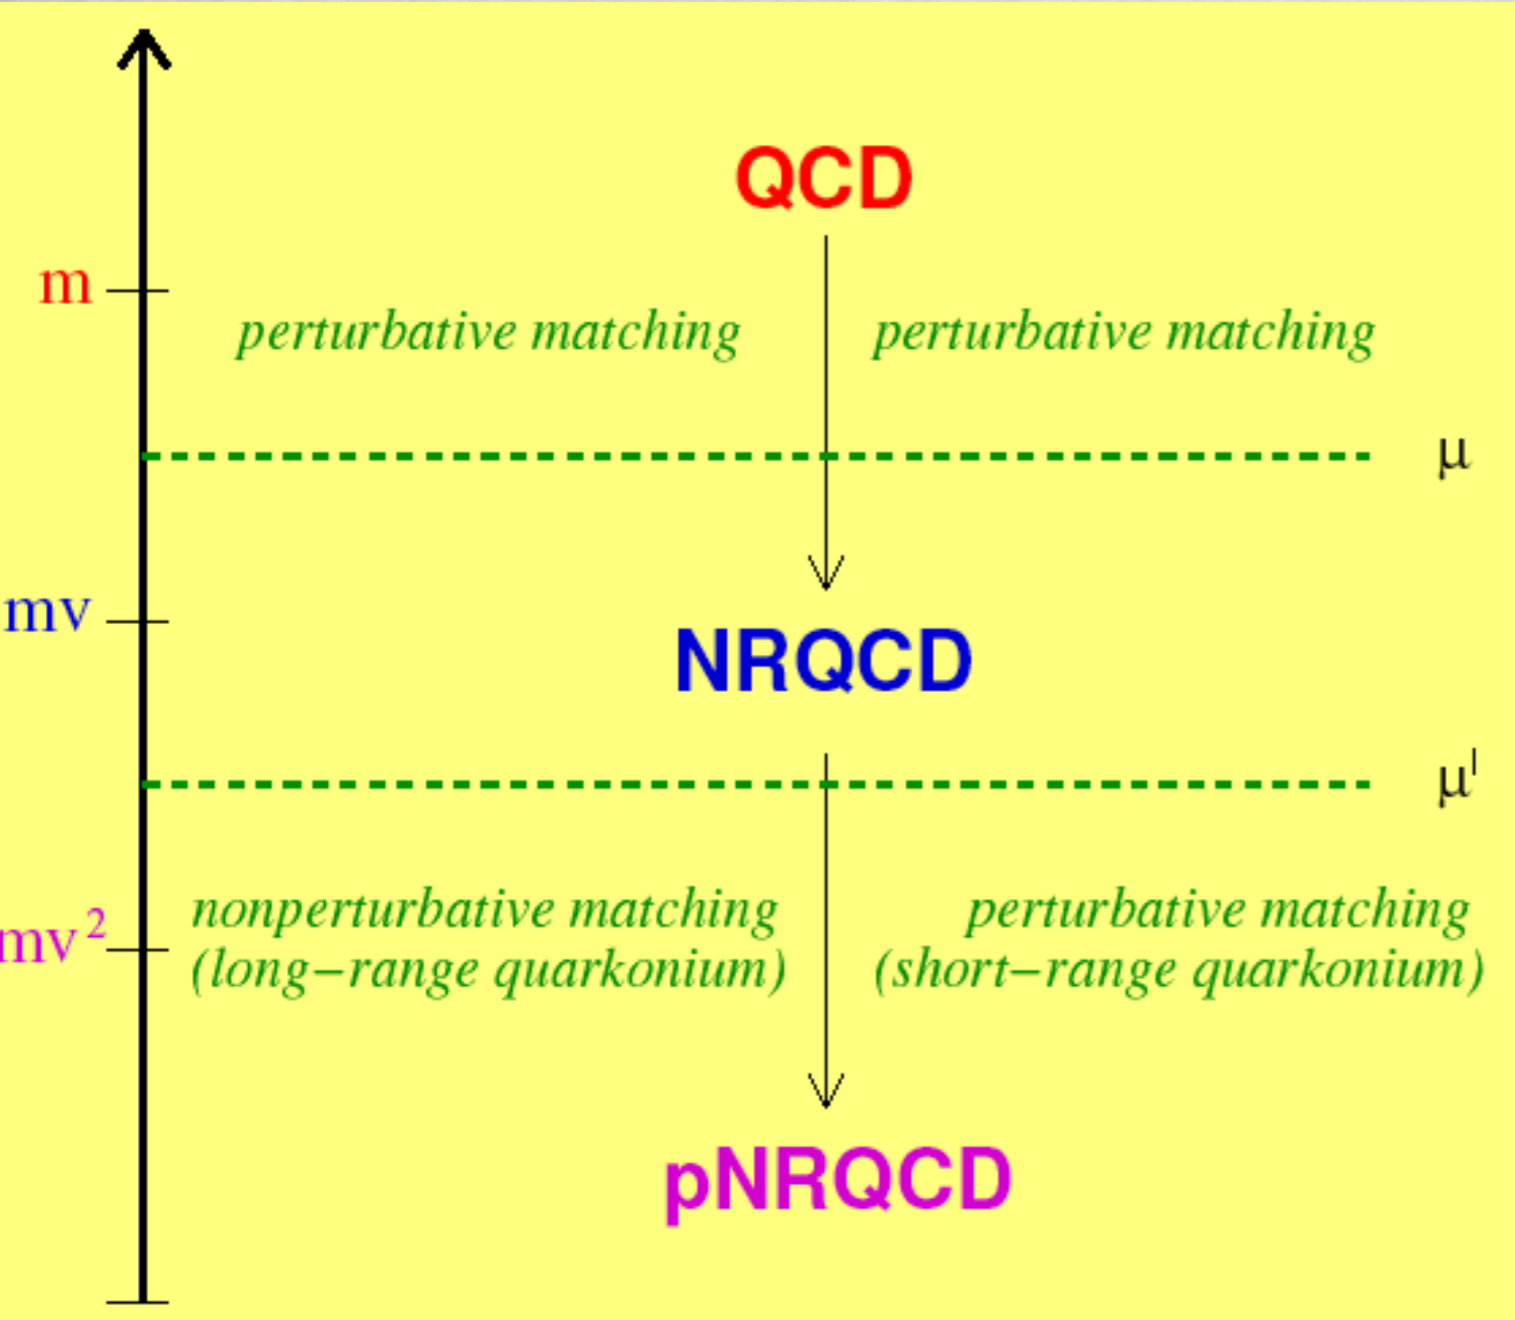 QCD
m
perturbative matching perturbative matching
μ
mv
NRQCD
μ'
nonperturbative matching perturbative matching
mv²
(long−range quarkonium) (short−range quarkonium)
pNRQCD